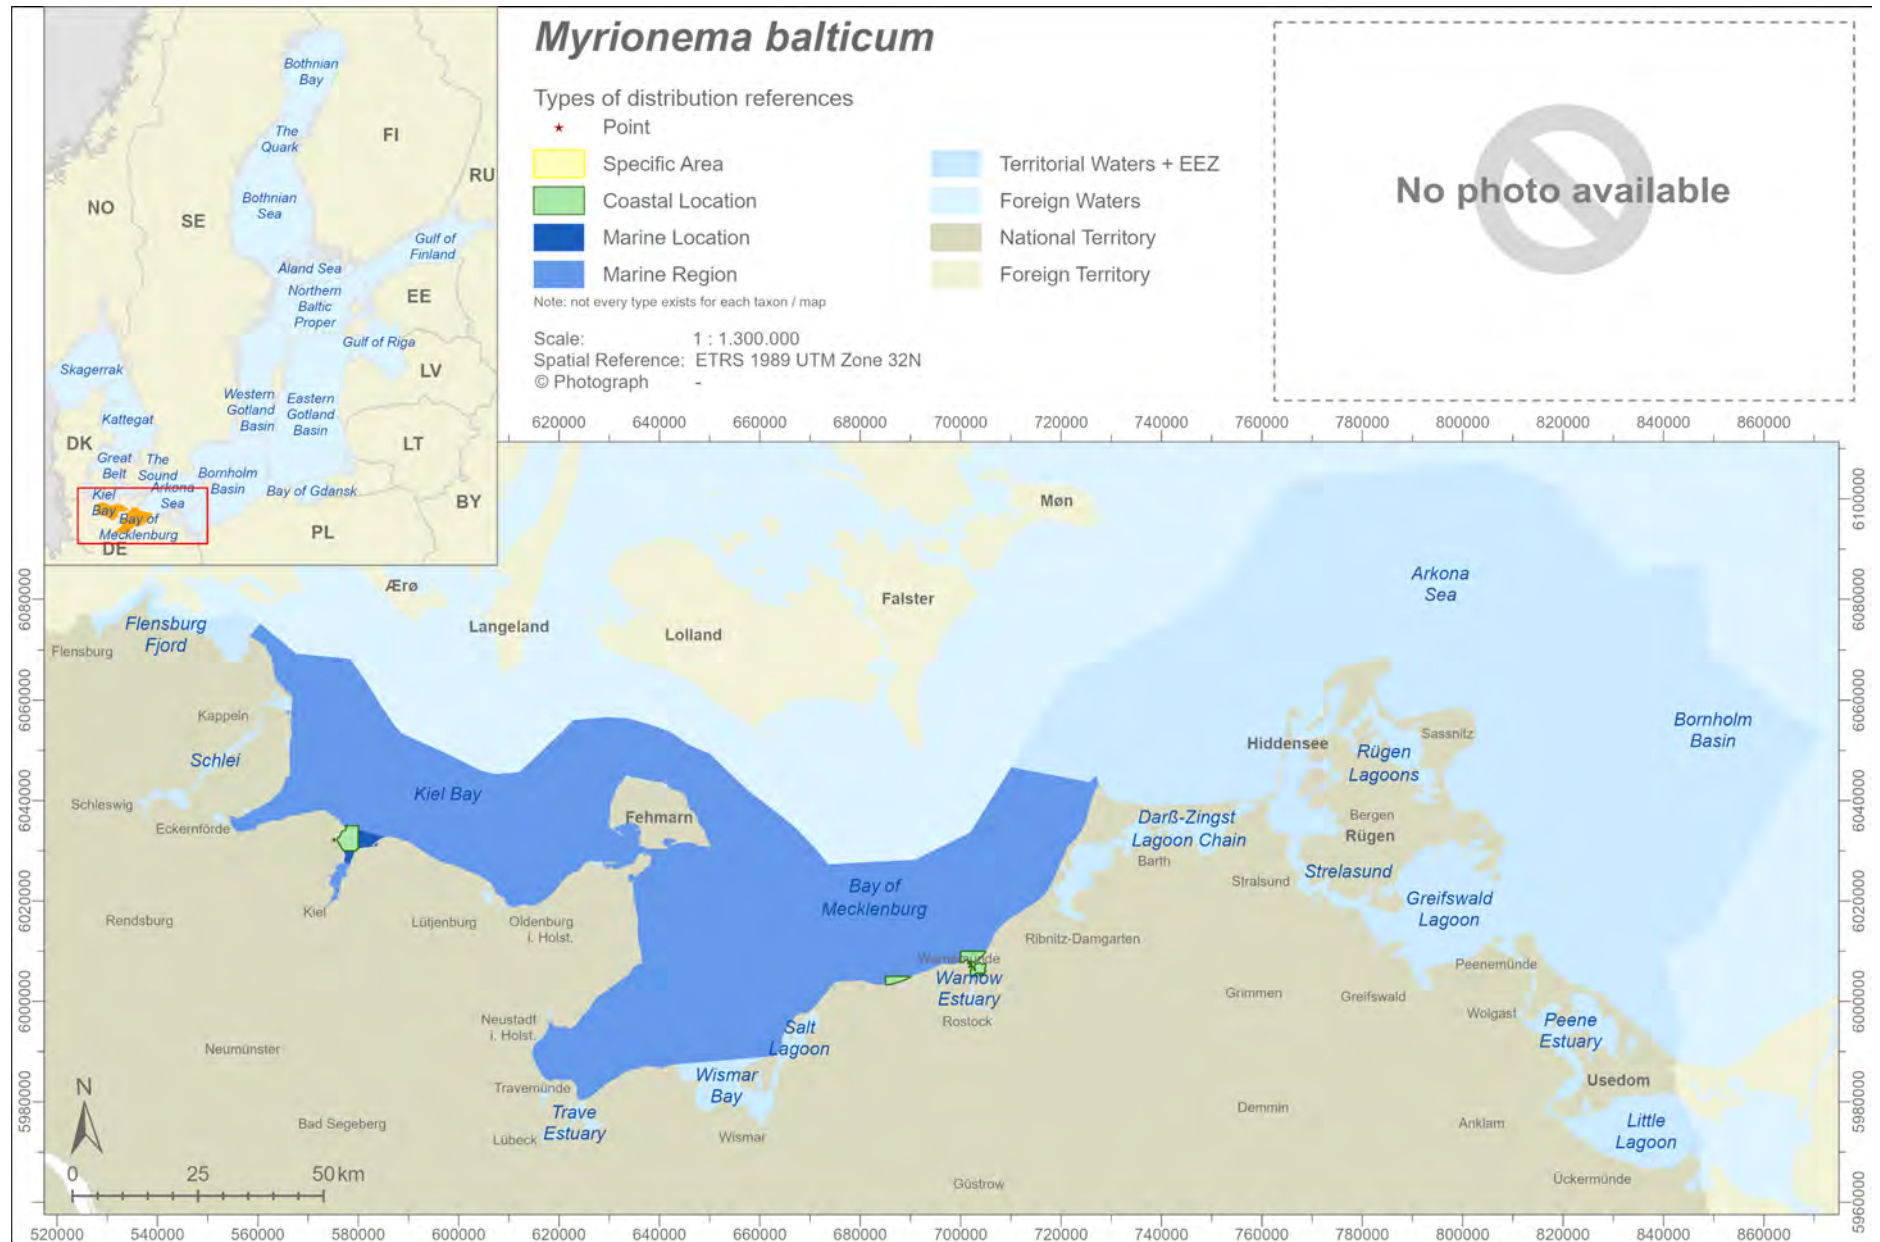 Myrionema balticum
Types of distribution references
Point
Specific Area
Coastal Location
Marine Location
Marine Region
Territorial Waters + EEZ
Foreign Waters
National Territory
Foreign Territory
Note: not every type exists for each taxon / map
Scale: 1 : 1.300.000
Spatial Reference: ETRS 1989 UTM Zone 32N
© Photograph -
No photo available
Bothnian
Bay
The
Quark
FI
RU
NO
SE
Bothnian
Sea
Gulf of
Finland
Åland Sea
Northern
Baltic
Proper
EE
Gulf of Riga
Skagerrak
LV
Western
Gotland
Basin
Eastern
Gotland
Basin
Kattegat
DK
LT
Great
Belt
The
Sound
Bornholm
Basin
Arkona
Sea
Bay of Gdansk
Kiel
Bay
Bay of
Mecklenburg
BY
PL
DE
620000 640000 660000 680000 700000 720000 740000 760000 780000 800000 820000 840000 860000
Møn
Ærø
Arkona
Sea
Falster
Langeland
Lolland
Flensburg
Fjord
Flensburg
Kappeln
Schlei
Schleswig
Eckernförde
Kiel Bay
Fehmarn
Hiddensee
Sassnitz
Rügen
Lagoons
Bornholm
Basin
Bergen
Rügen
Darß-Zingst
Lagoon Chain
Barth
Stralsund
Strelasund
Greifswald
Lagoon
Bay of
Mecklenburg
Kiel
Rendsburg
Lütjenburg
Oldenburg
i. Holst.
Ribnitz-Damgarten
Warnemünde
Warnow
Estuary
Rostock
Peenemünde
Grimmen
Greifswald
Wolgast
Peene
Estuary
Neustadt
i. Holst.
Salt
Lagoon
Neumünster
Wismar
Bay
Usedom
Travemünde
Trave
Estuary
Lübeck
Wismar
Bad Segeberg
Demmin
Anklam
Little
Lagoon
Ückermünde
Güstrow
N
0 25 50 km
6080000
6060000
6040000
6020000
6000000
5980000
6100000
6080000
6060000
6040000
6020000
6000000
5980000
5960000
520000 540000 560000 580000 600000 620000 640000 660000 680000 700000 720000 740000 760000 780000 800000 820000 840000 860000